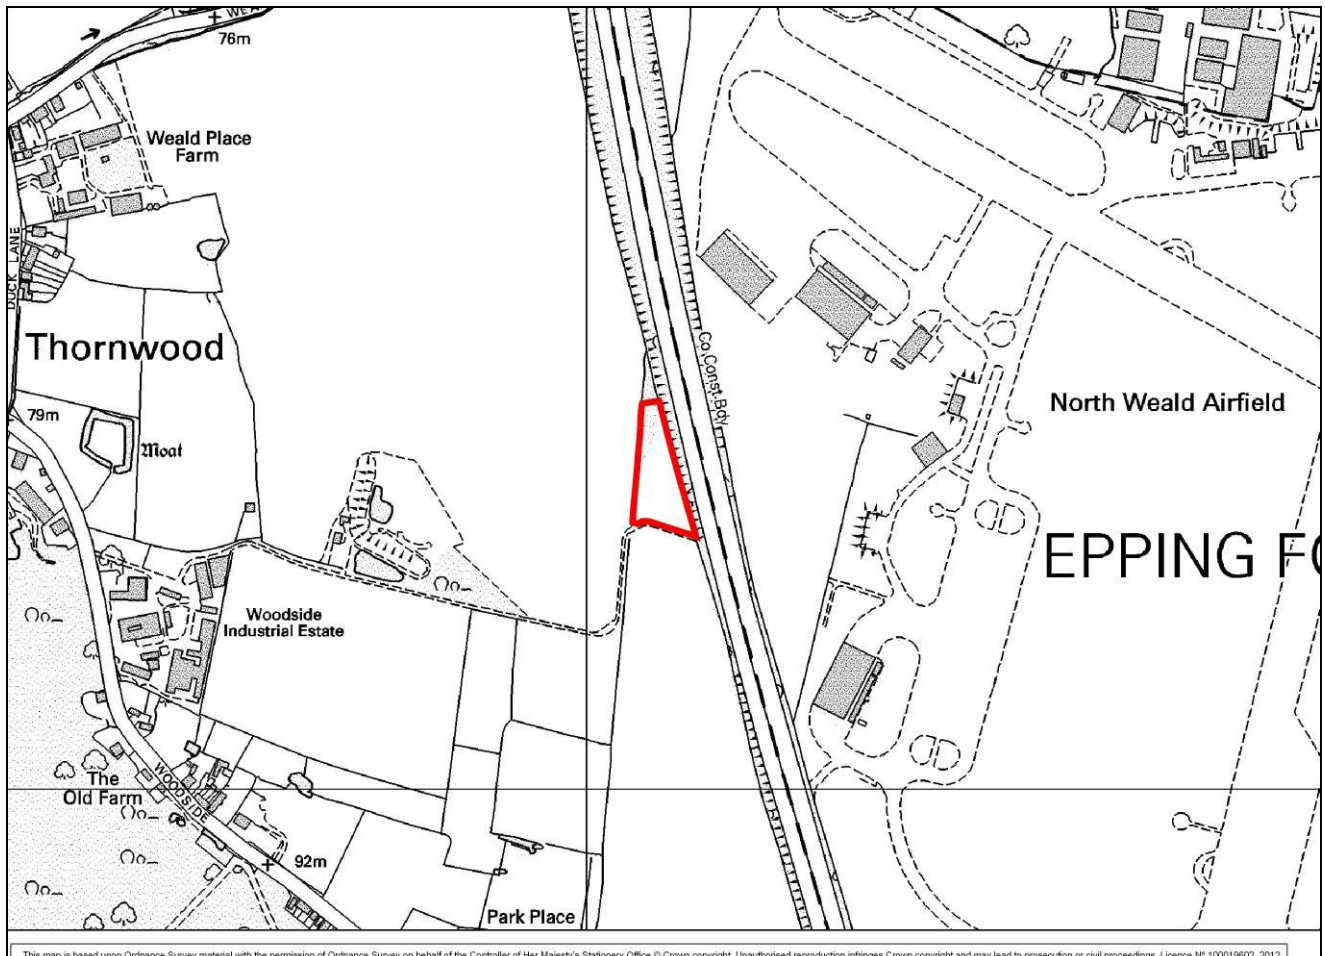 76m
Weald Place
Farm
DUCK LANE
Thornwood
79m
Moat
Co Const Bdy
North Weald Airfield
EPPING FO
Woodside
Industrial Estate
The
Old Farm
WOODSIDE
92m
Park Place
This map is based upon Ordnance Survey material with the permission of Ordnance Survey on behalf of the Controller of Her Majesty's Stationery Office © Crown copyright. Unauthorised reproduction infringes Crown copyright and may lead to prosecution or civil proceedings. Licence Nº 100019602. 2012